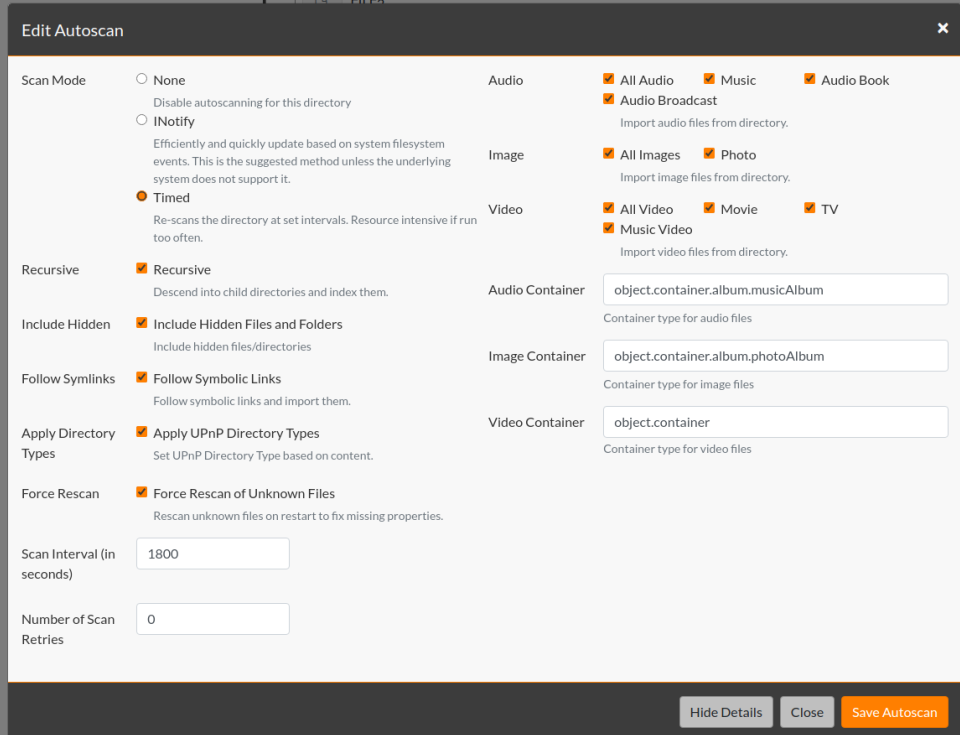 Edit Autoscan
×
Scan Mode
None
Disable autoscanning for this directory
INotify
Efficiently and quickly update based on system filesystem
events. This is the suggested method unless the underlying
system does not support it.
Timed
Re-scans the directory at set intervals. Resource intensive if run
too often.
Recursive
Recursive
Descend into child directories and index them.
Include Hidden
Include Hidden Files and Folders
Include hidden files/directories
Follow Symlinks
Follow Symbolic Links
Follow symbolic links and import them.
Apply Directory
Types
Apply UPnP Directory Types
Set UPnP Directory Type based on content.
Force Rescan
Force Rescan of Unknown Files
Rescan unknown files on restart to fix missing properties.
Scan Interval (in
seconds)
1800
Number of Scan
Retries
0
Audio
All Audio Music Audio Book
Audio Broadcast
Import audio files from directory.
Image
All Images Photo
Import image files from directory.
Video
All Video Movie TV
Music Video
Import video files from directory.
Audio Container
object.container.album.musicAlbum
Container type for audio files
Image Container
object.container.album.photoAlbum
Container type for image files
Video Container
object.container
Container type for video files
Hide Details Close Save Autoscan